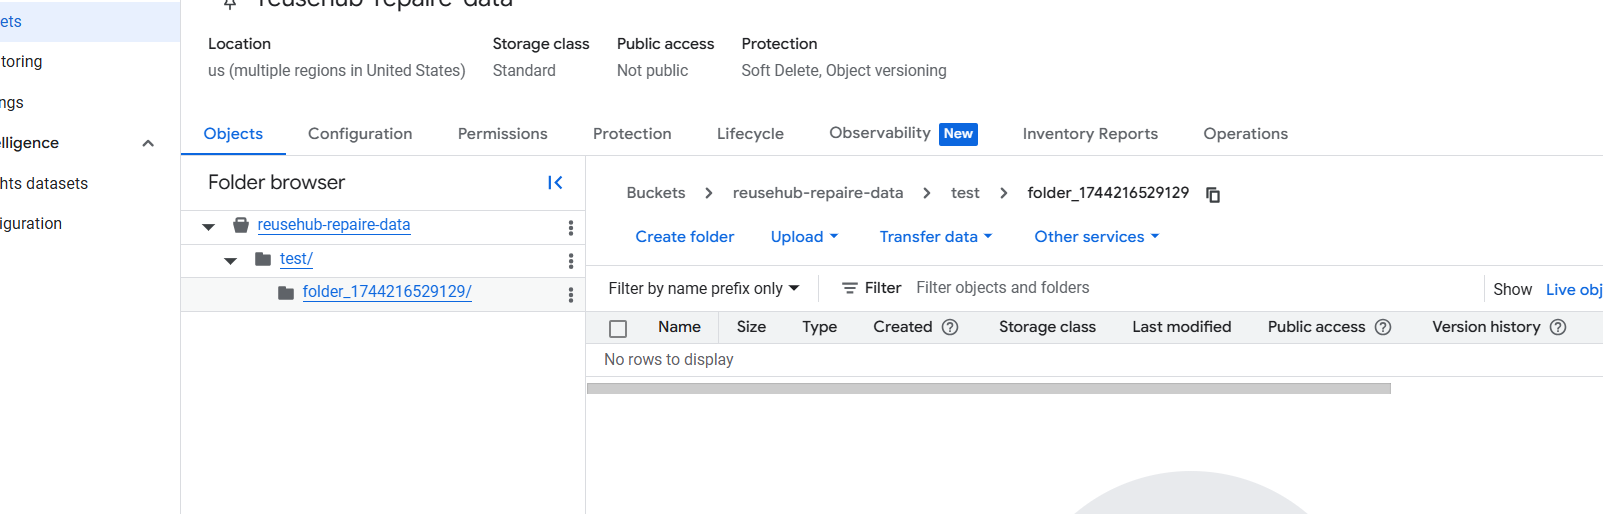 reusehub-repaire-data
ets
toring
ngs
elligence
hts datasets
iguration
Location
us (multiple regions in United States)
Storage class
Standard
Public access
Not public
Protection
Soft Delete, Object versioning
Objects Configuration Permissions Protection Lifecycle Observability New Inventory Reports Operations
Folder browser
reusehub-repaire-data
test/
folder_1744216529129/
Buckets > reusehub-repaire-data > test > folder_1744216529129
Create folder Upload Transfer data Other services
Filter by name prefix only Filter Filter objects and folders Show Live obj
Name Size Type Created Storage class Last modified Public access Version history
No rows to display